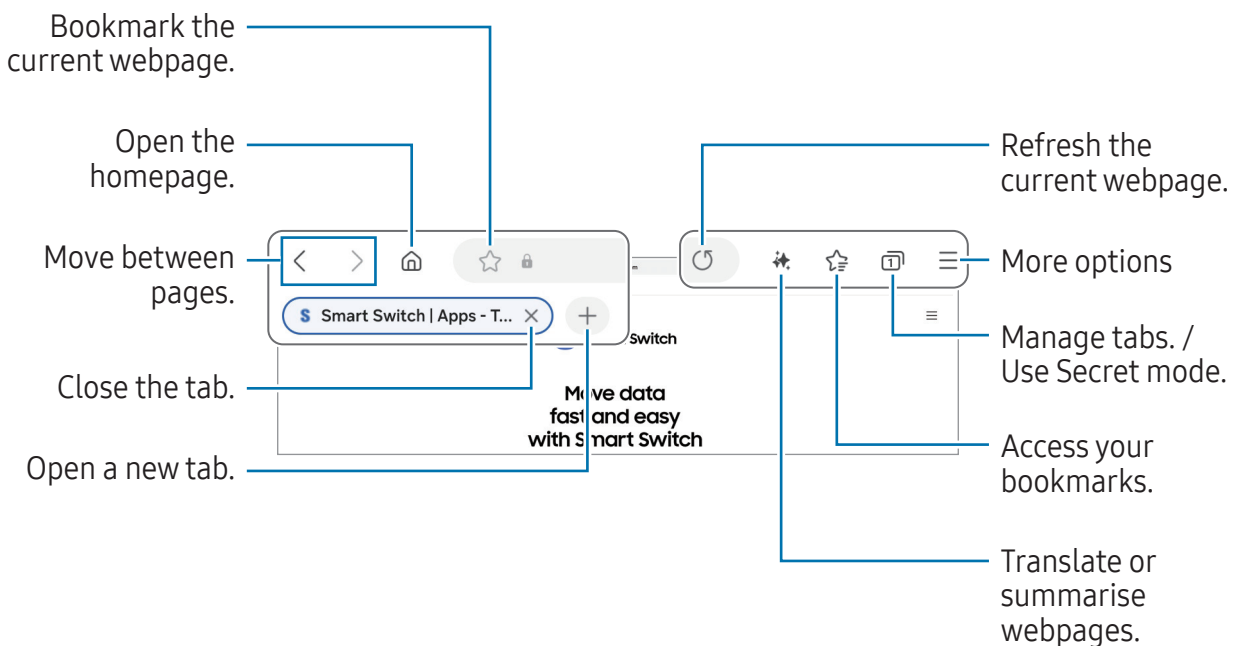 Bookmark the
current webpage.
Open the
homepage.
Move between
pages.
Close the tab.
Open a new tab.
S Smart Switch | Apps - T...
Switch
Move data
fast and easy
with Smart Switch
1
Refresh the
current webpage.
More options
Manage tabs. /
Use Secret mode.
Access your
bookmarks.
Translate or
summarise
webpages.